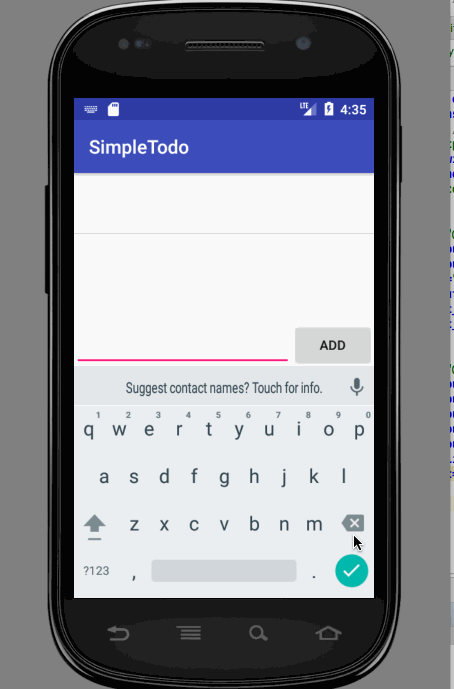 LTE 4:35
SimpleTodo
ADD
Suggest contact names? Touch for info.
1 2 3 4 5 6 7 8 9 0
q w e r t y u i o p
a s d f g h j k l
z x c v b n m
?123 , .